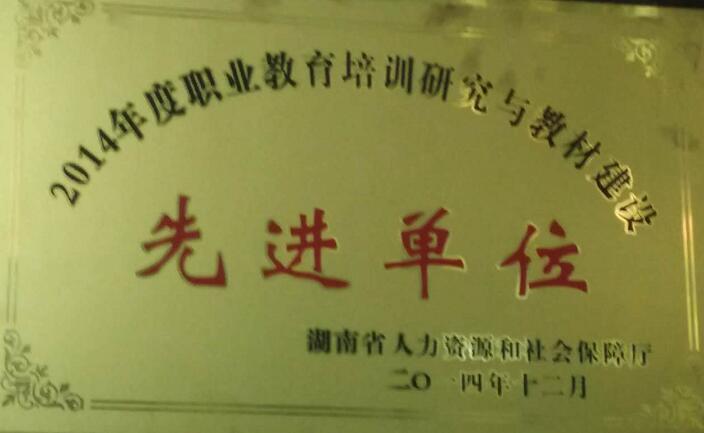 2014年度职业教育培训研究与教材建设
先进单位
湖南省人力资源和社会保障厅
二〇一四年十二月